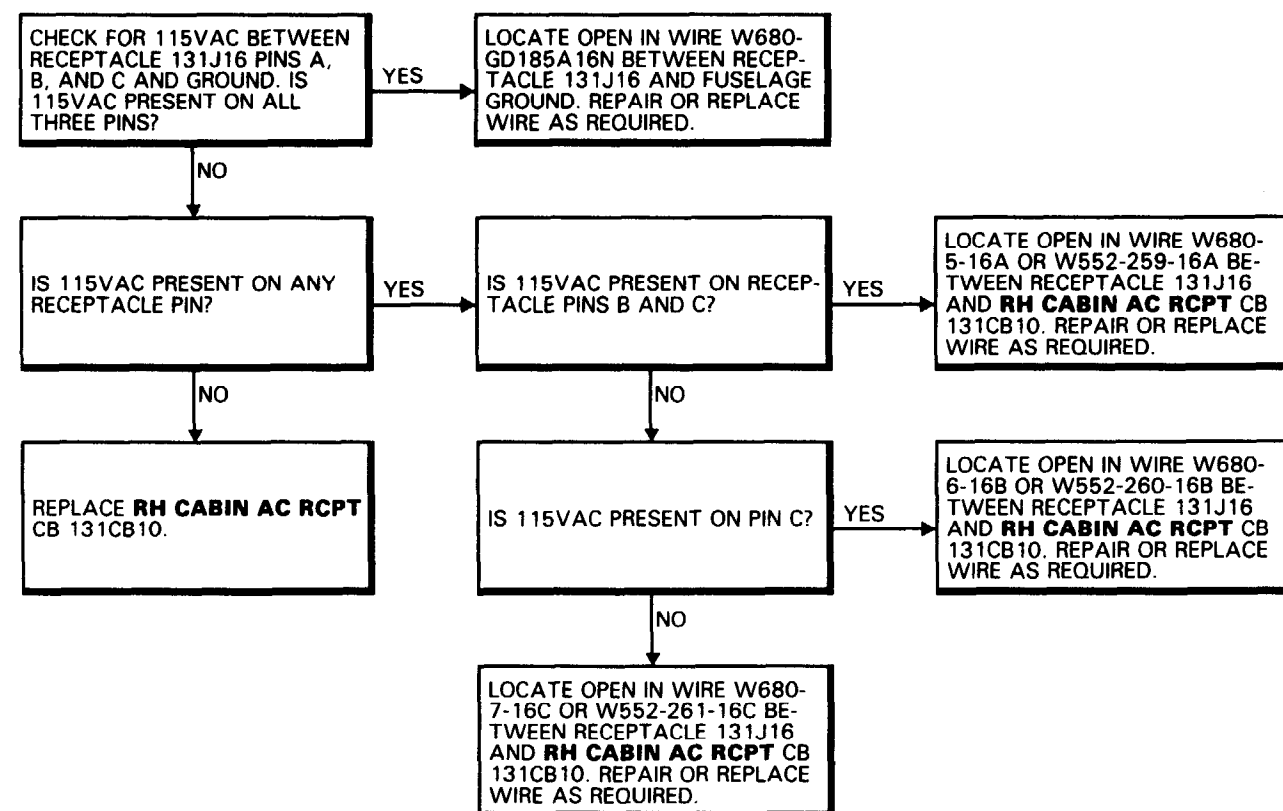 CHECK FOR 115VAC BETWEEN
RECEPTACLE 131J16 PINS A,
B, AND C AND GROUND. IS
115VAC PRESENT ON ALL
THREE PINS?
YES
LOCATE OPEN IN WIRE W680-
GD185A16N BETWEEN RECEP-
TACLE 131J16 AND FUSELAGE
GROUND. REPAIR OR REPLACE
WIRE AS REQUIRED.
NO
IS 115VAC PRESENT ON ANY
RECEPTACLE PIN?
YES
IS 115VAC PRESENT ON RECEP-
TACLE PINS B AND C?
YES
LOCATE OPEN IN WIRE W680-
5-16A OR W552-259-16A BE-
TWEEN RECEPTACLE 131J16
AND RH CABIN AC RCPT CB
131CB10. REPAIR OR REPLACE
WIRE AS REQUIRED.
NO
NO
REPLACE RH CABIN AC RCPT
CB 131CB10.
IS 115VAC PRESENT ON PIN C?
YES
LOCATE OPEN IN WIRE W680-
6-16B OR W552-260-16B BE-
TWEEN RECEPTACLE 131J16
AND RH CABIN AC RCPT CB
131CB10. REPAIR OR REPLACE
WIRE AS REQUIRED.
NO
LOCATE OPEN IN WIRE W680-
7-16C OR W552-261-16C BE-
TWEEN RECEPTACLE 131J16
AND RH CABIN AC RCPT CB
131CB10. REPAIR OR REPLACE
WIRE AS REQUIRED.